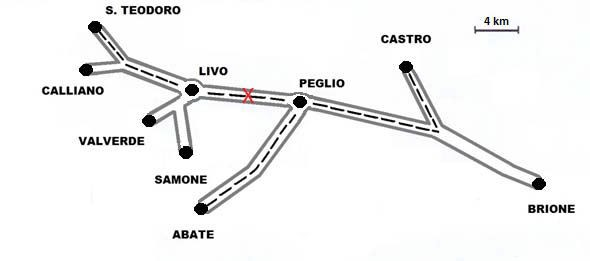 S. TEODORO
4 km
CASTRO
LIVO
PEGLIO
CALLIANO
VALVERDE
SAMONE
BRIONE
ABATE